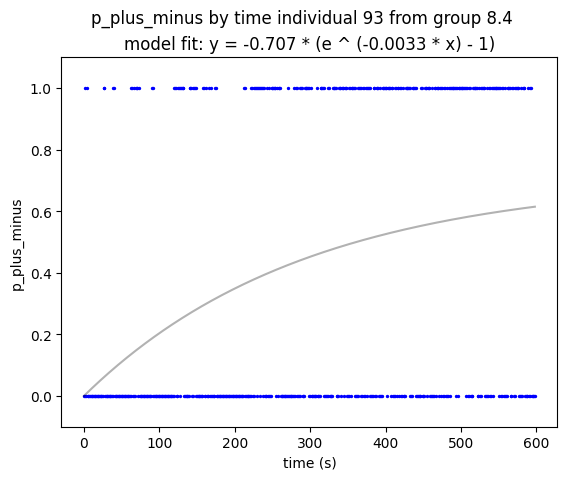 p_plus_minus by time individual 93 from group 8.4
model fit: y = -0.707 * (e ^ (-0.0033 * x) - 1)
1.0
0.8
0.6
0.4
0.2
0.0
p_plus_minus
0 100 200 300 400 500 600
time (s)